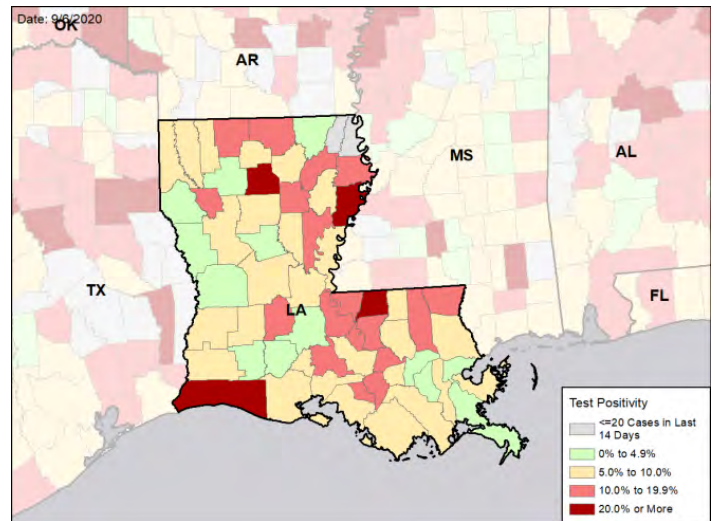 Date: 9/6/2020
OK
AR
MS
AL
TX
LA
FL
Test Positivity
<=20 Cases in Last
14 Days
0% to 4.9%
5.0% to 10.0%
10.0% to 19.9%
20.0% or More